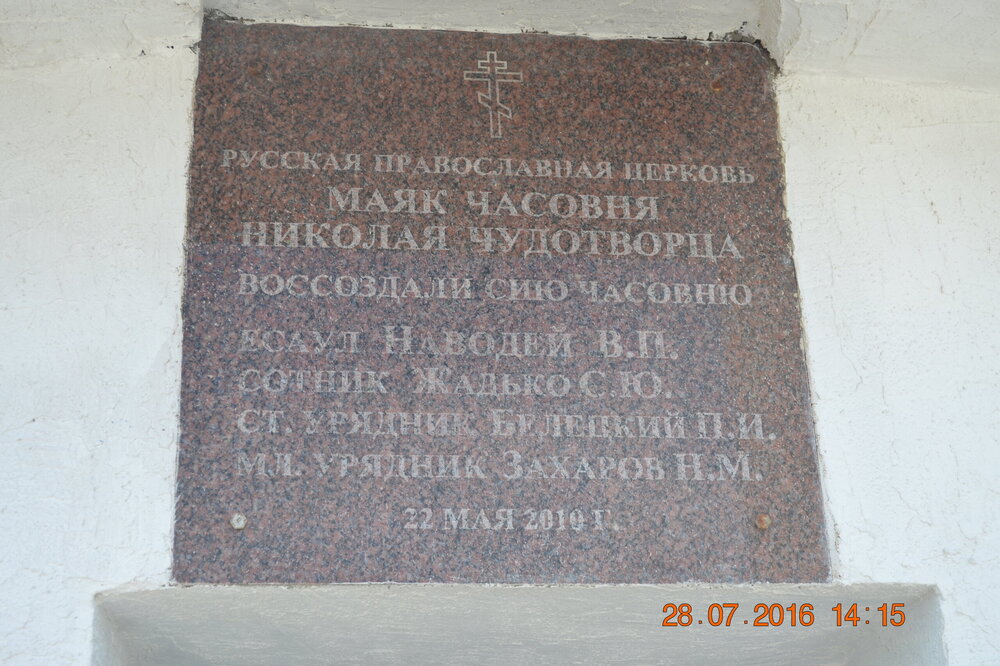 РУССКАЯ ПРАВОСЛАВНАЯ ЦЕРКОВЬ
МАЯК ЧАСОВНЯ
НИКОЛАЯ ЧУДОТВОРЦА
ВОССОЗДАЛИ СИЮ ЧАСОВНЮ
ЕСАУЛ НАВОДЕЙ В.П.
СОТНИК ЖАДЬКО С.Ю.
СТ. УРЯДНИК БЕЛЕЦКИЙ П.И.
МЛ. УРЯДНИК ЗАХАРОВ Н.М.
22 МАЯ 2010 Г.
28.07.2016 14:15